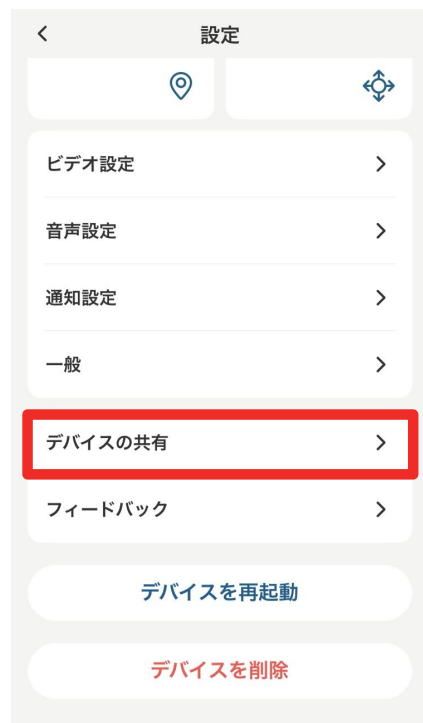 設定
ビデオ設定
音声設定
通知設定
一般
デバイスの共有
フィードバック
デバイスを再起動
デバイスを削除